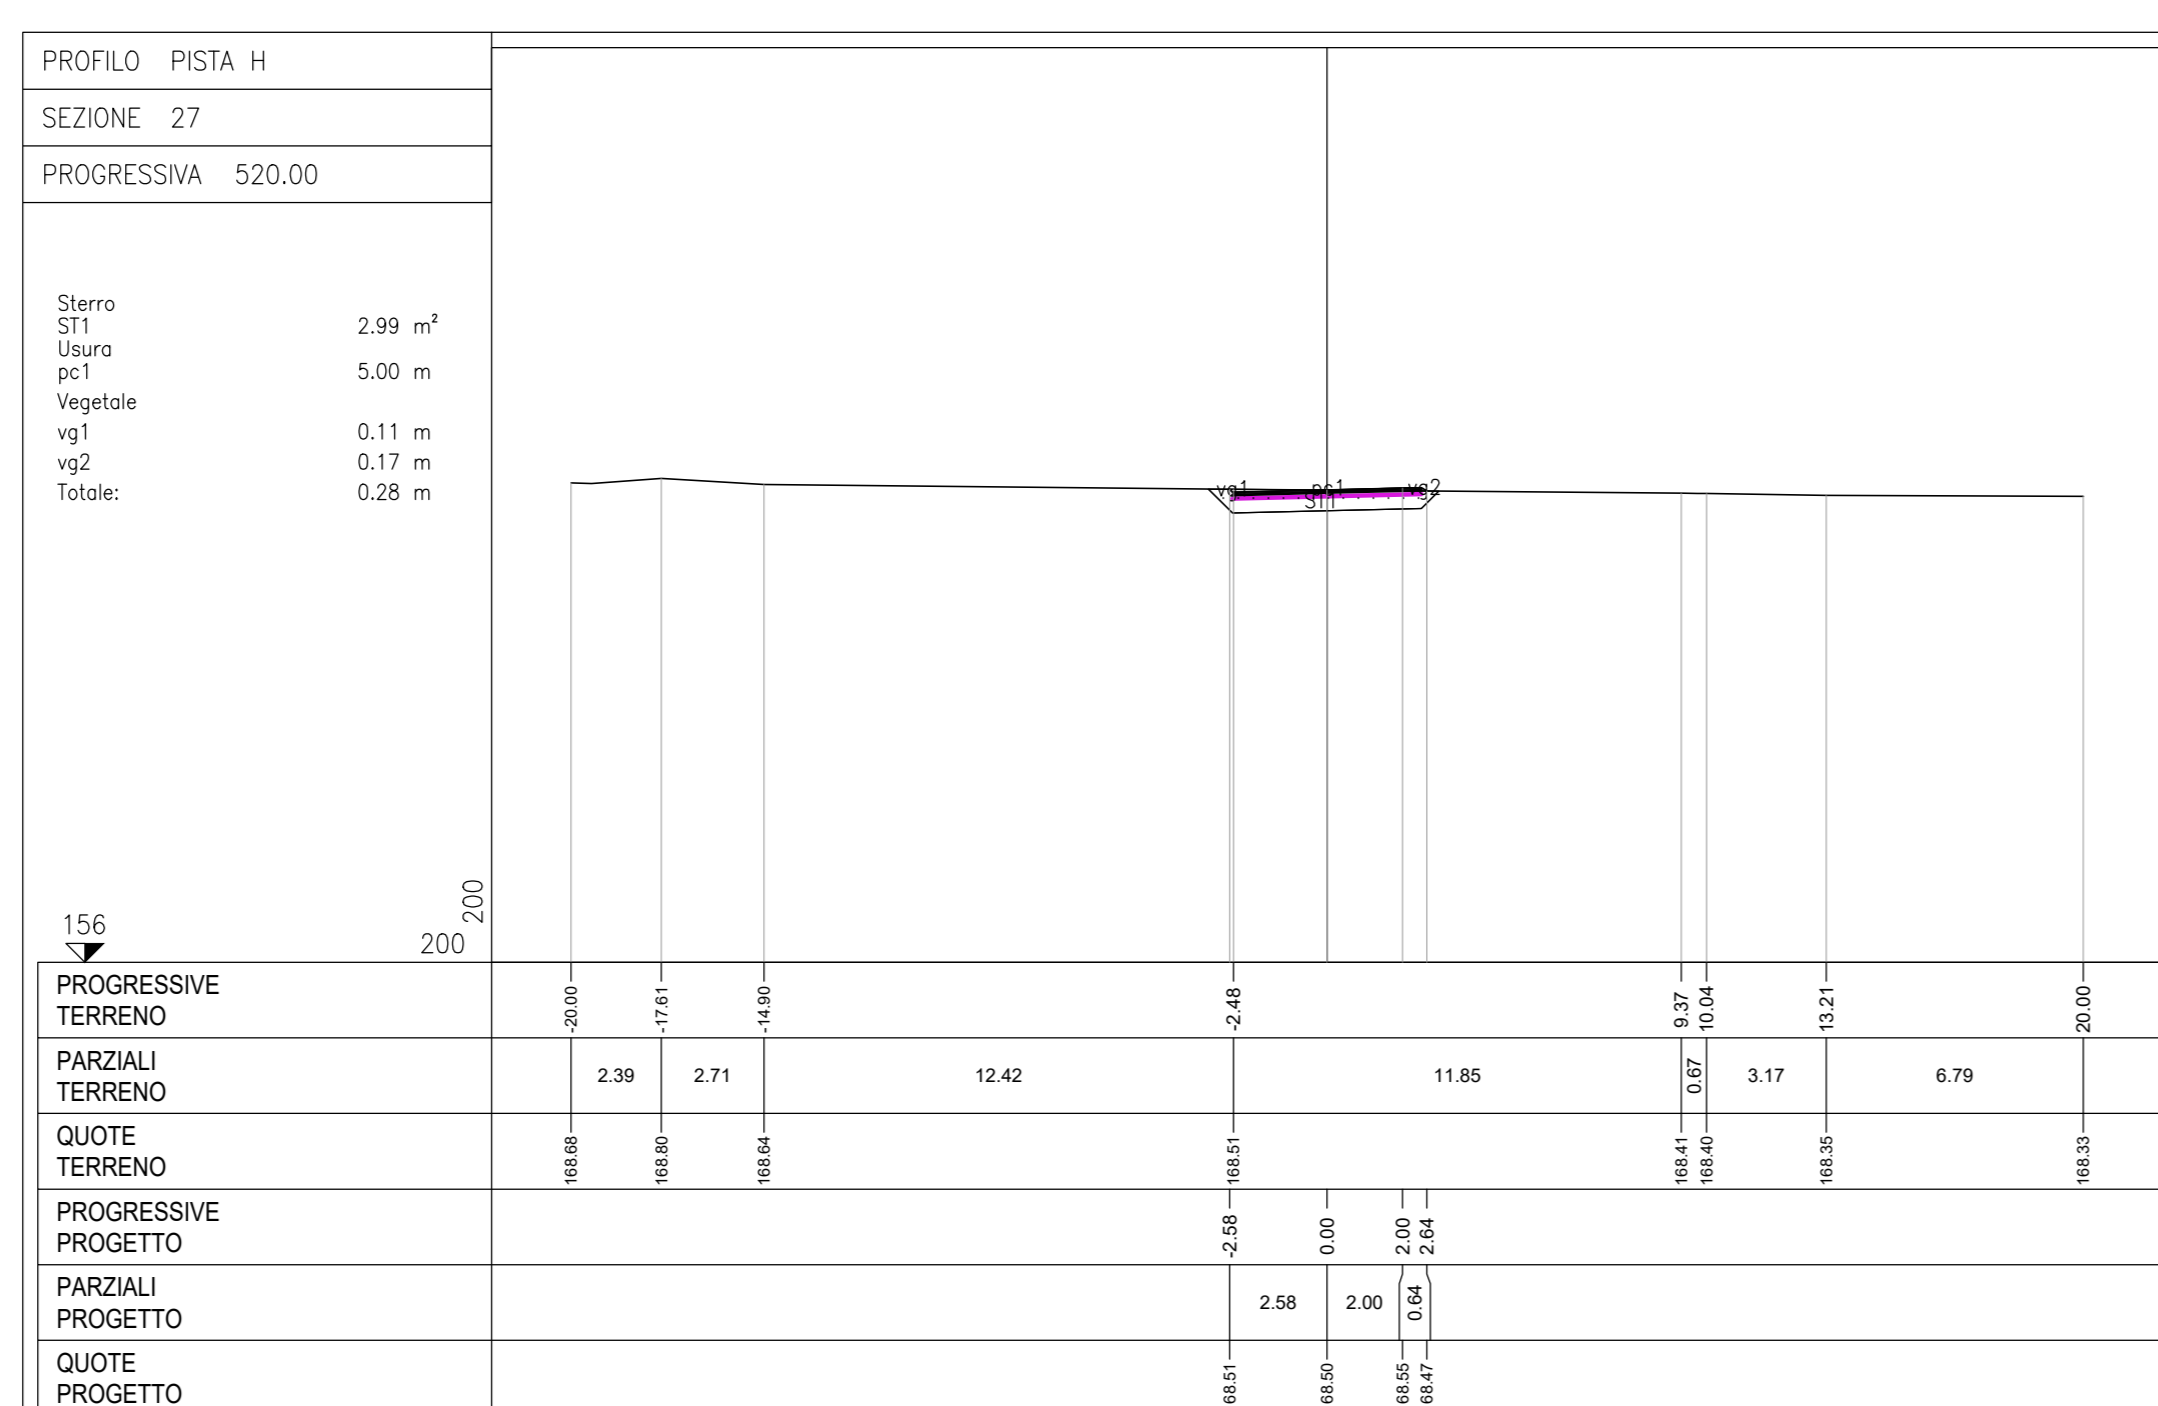 PROFILO PISTA H
SEZIONE 27
PROGRESSIVA 520.00
Sterro
ST1 2.99 m²
Usura
pc1 5.00 m
Vegetale
vg1 0.11 m
vg2 0.17 m
Totale: 0.28 m
vg1 pc1 vg2
ST1
156
200
200
PROGRESSIVE
TERRENO
-20.00 -17.61 -14.90 -2.48 9.37 10.04 13.21 20.00
PARZIALI
TERRENO
2.39 2.71 12.42 11.85 0.67 3.17 6.79
QUOTE
TERRENO
168.68 168.80 168.64 168.51 168.41 168.40 168.35 168.33
PROGRESSIVE
PROGETTO
-2.58 0.00 2.00 2.64
PARZIALI
PROGETTO
2.58 2.00 0.64
QUOTE
PROGETTO
68.51 68.50 68.55 68.47